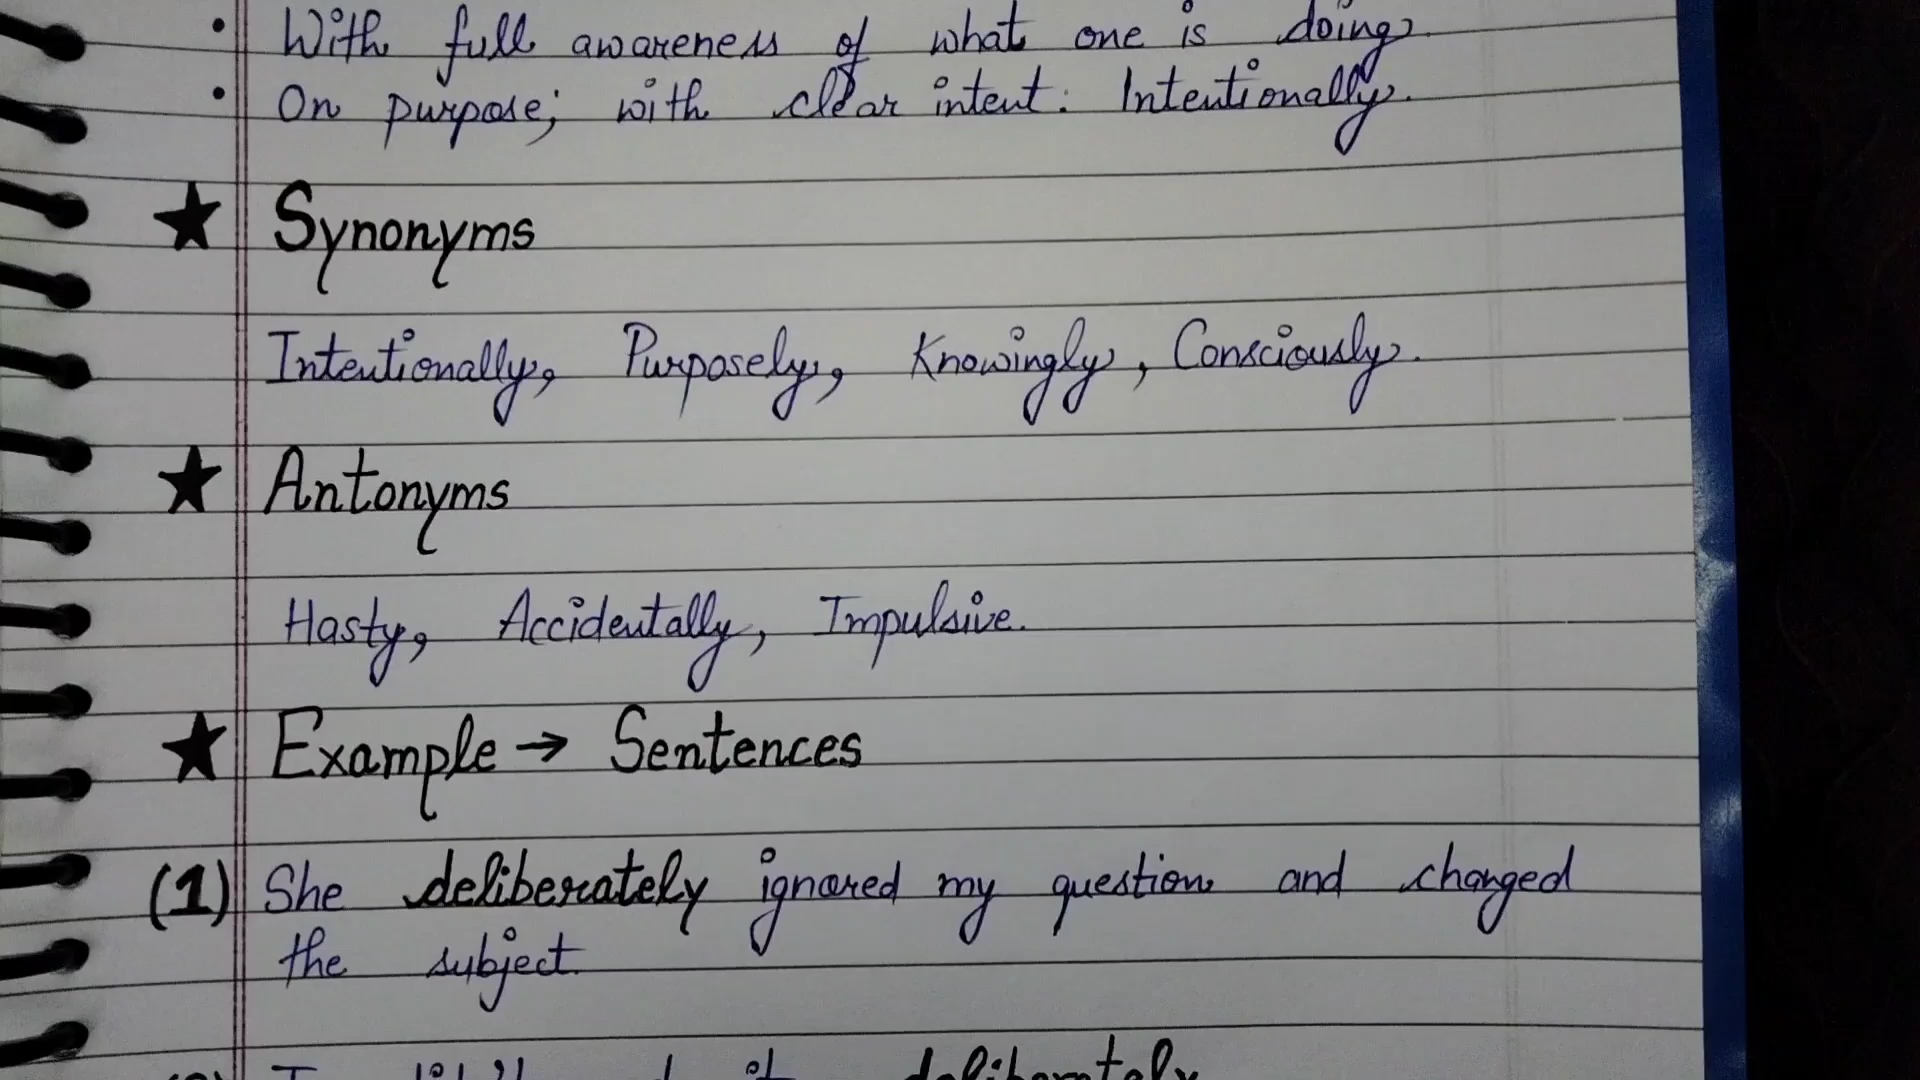 • With full awareness of what one is doing.
• On purpose; with clear intent: Intentionally.
★ Synonyms
Intentionally, Purposely, Knowingly, Consciously.
★ Antonyms
Hasty, Accidentally, Impulsive.
★ Example → Sentences
(1) She deliberately ignored my question and changed
the subject.
deliberately